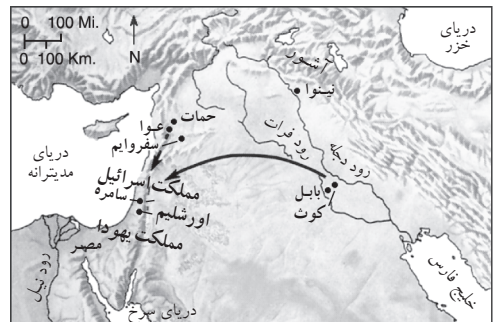 0 100 Mi.
0 100 Km.
N
دریای
خزر
آشور
نینوا
حمات
عوا
سفروایم
رود فرات
رود دجله
دریای
مدیترانه
مملکت اسرائیل
سامره
اورشلیم
مملکت یهودا
بابل
کوث
مصر
رود نیل
دریای سرخ
خلیج فارس